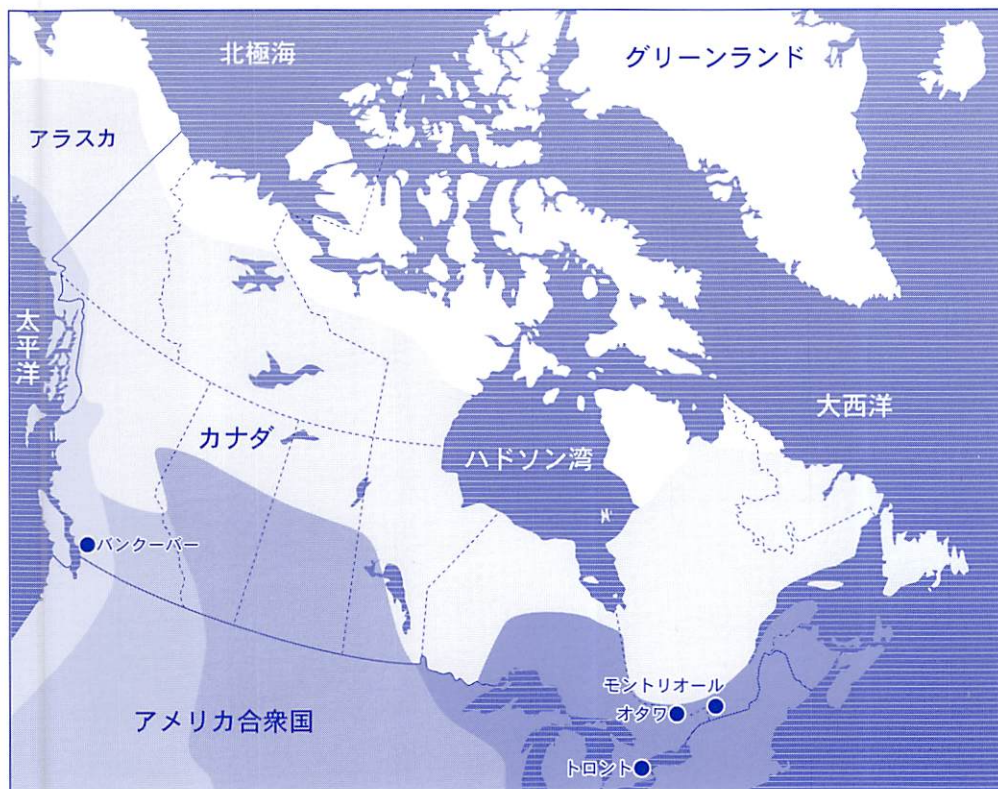 北極海
グリーンランド
アラスカ
太平洋
大西洋
カナダ
ハドソン湾
バンクーバー
モントリオール
オタワ
アメリカ合衆国
トロント